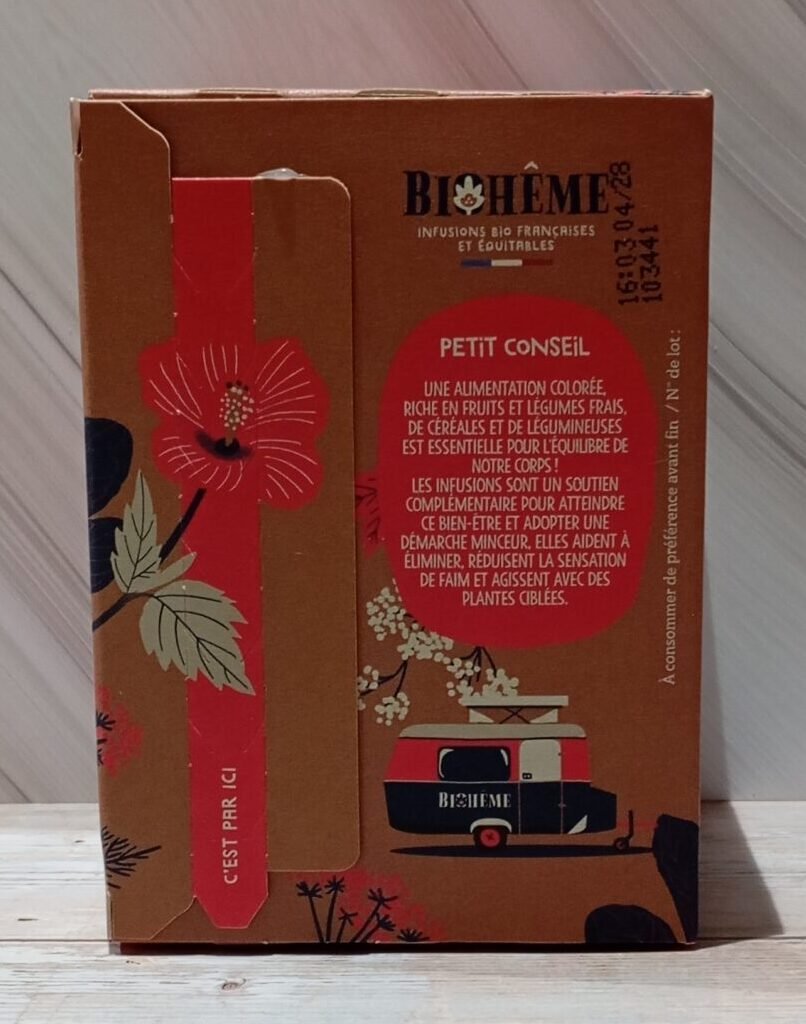 BIOHÊME
INFUSIONS BIO FRANÇAISES
ET ÉQUITABLES
16:03 04/28
103441
PETIT CONSEIL
UNE ALIMENTATION COLORÉE,
RICHE EN FRUITS ET LÉGUMES FRAIS,
DE CÉRÉALES ET DE LÉGUMINEUSES
EST ESSENTIELLE POUR L'ÉQUILIBRE DE
NOTRE CORPS !
LES INFUSIONS SONT UN SOUTIEN
COMPLÉMENTAIRE POUR ATTEINDRE
CE BIEN-ÊTRE ET ADOPTER UNE
DÉMARCHE MINCEUR, ELLES AIDENT À
ÉLIMINER, RÉDUISENT LA SENSATION
DE FAIM ET AGISSENT AVEC DES
PLANTES CIBLÉES.
À consommer de préférence avant fin / N° de lot :
BIOHÊME
C'EST PAR ICI